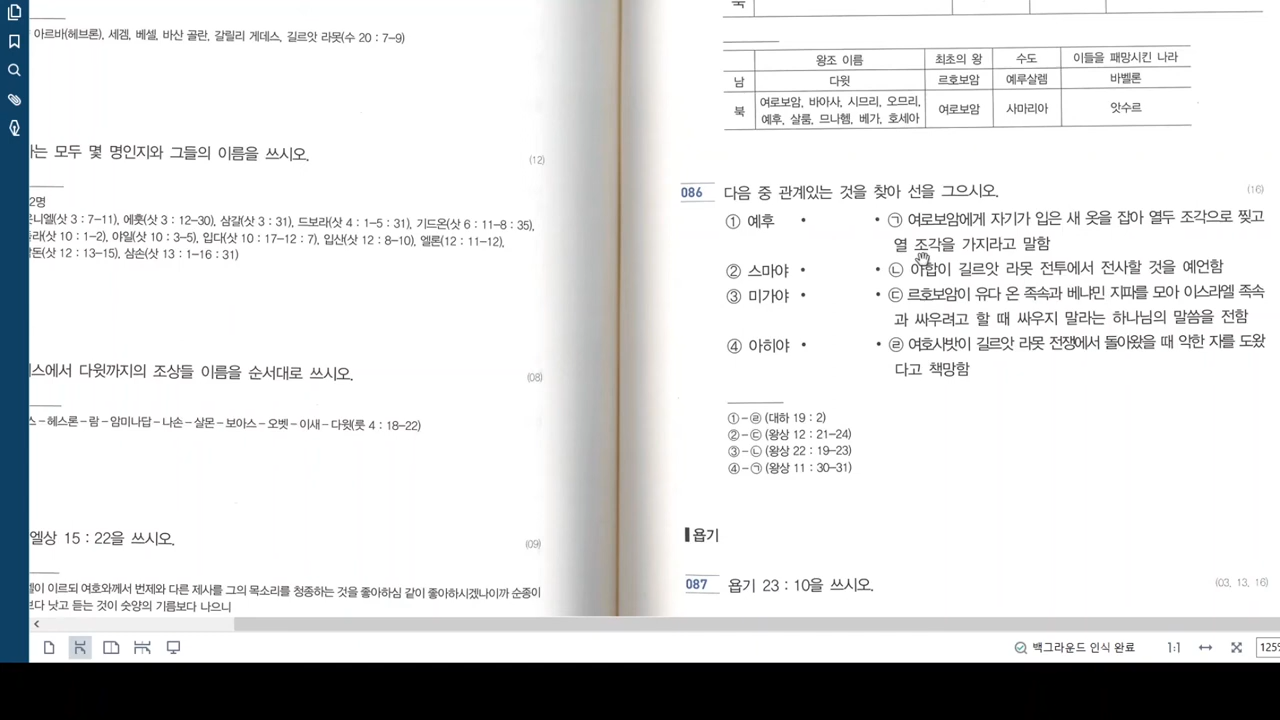 아르바(헤브론), 세겜, 베셀, 바산 골란, 갈릴리 게데스, 길르앗 라못(수 20 : 7–9)
는 모두 몇 명인지와 그들의 이름을 쓰시오.
(12)
2명
니엘(삿 3 : 7–11), 에훗(삿 3 : 12–30), 삼갈(삿 3 : 31), 드보라(삿 4 : 1–5 : 31), 기드온(삿 6 : 11–8 : 35),
라(삿 10 : 1–2), 야일(삿 10 : 3–5), 입다(삿 10 : 17–12 : 7), 입산(삿 12 : 8–10), 엘론(12 : 11–12),
돈(삿 12 : 13–15), 삼손(삿 13 : 1–16 : 31)
스에서 다윗까지의 조상들 이름을 순서대로 쓰시오.
(08)
스 – 헤스론 – 람 – 암미나답 – 나손 – 살몬 – 보아스 – 오벳 – 이새 – 다윗(룻 4 : 18–22)
엘상 15 : 22을 쓰시오.
(09)
엘이 이르되 여호와께서 번제와 다른 제사를 그의 목소리를 청종하는 것을 좋아하심 같이 좋아하시겠나이까 순종이
보다 낫고 듣는 것이 숫양의 기름보다 나으니
북
왕조 이름 최초의 왕 수도 이들을 패망시킨 나라
남 다윗 르호보암 예루살렘 바벨론
북 여로보암, 바아사, 시므리, 오므리, 예후, 살룸, 므나헴, 베가, 호세아 여로보암 사마리아 앗수르
086 다음 중 관계있는 것을 찾아 선을 그으시오. (16)
① 예후 • • ㉠ 여로보암에게 자기가 입은 새 옷을 잡아 열두 조각으로 찢고
열 조각을 가지라고 말함
② 스마야 • • ㉡ 아합이 길르앗 라못 전투에서 전사할 것을 예언함
③ 미가야 • • ㉢ 르호보암이 유다 온 족속과 베냐민 지파를 모아 이스라엘 족속
과 싸우려고 할 때 싸우지 말라는 하나님의 말씀을 전함
④ 아히야 • • ㉣ 여호사밧이 길르앗 라못 전쟁에서 돌아왔을 때 악한 자를 도왔
다고 책망함
①–㉣ (대하 19 : 2)
②–㉢ (왕상 12 : 21–24)
③–㉡ (왕상 22 : 19–23)
④–㉠ (왕상 11 : 30–31)
욥기
087 욥기 23 : 10을 쓰시오. (03, 13, 16)
백그라운드 인식 완료 1:1 125%